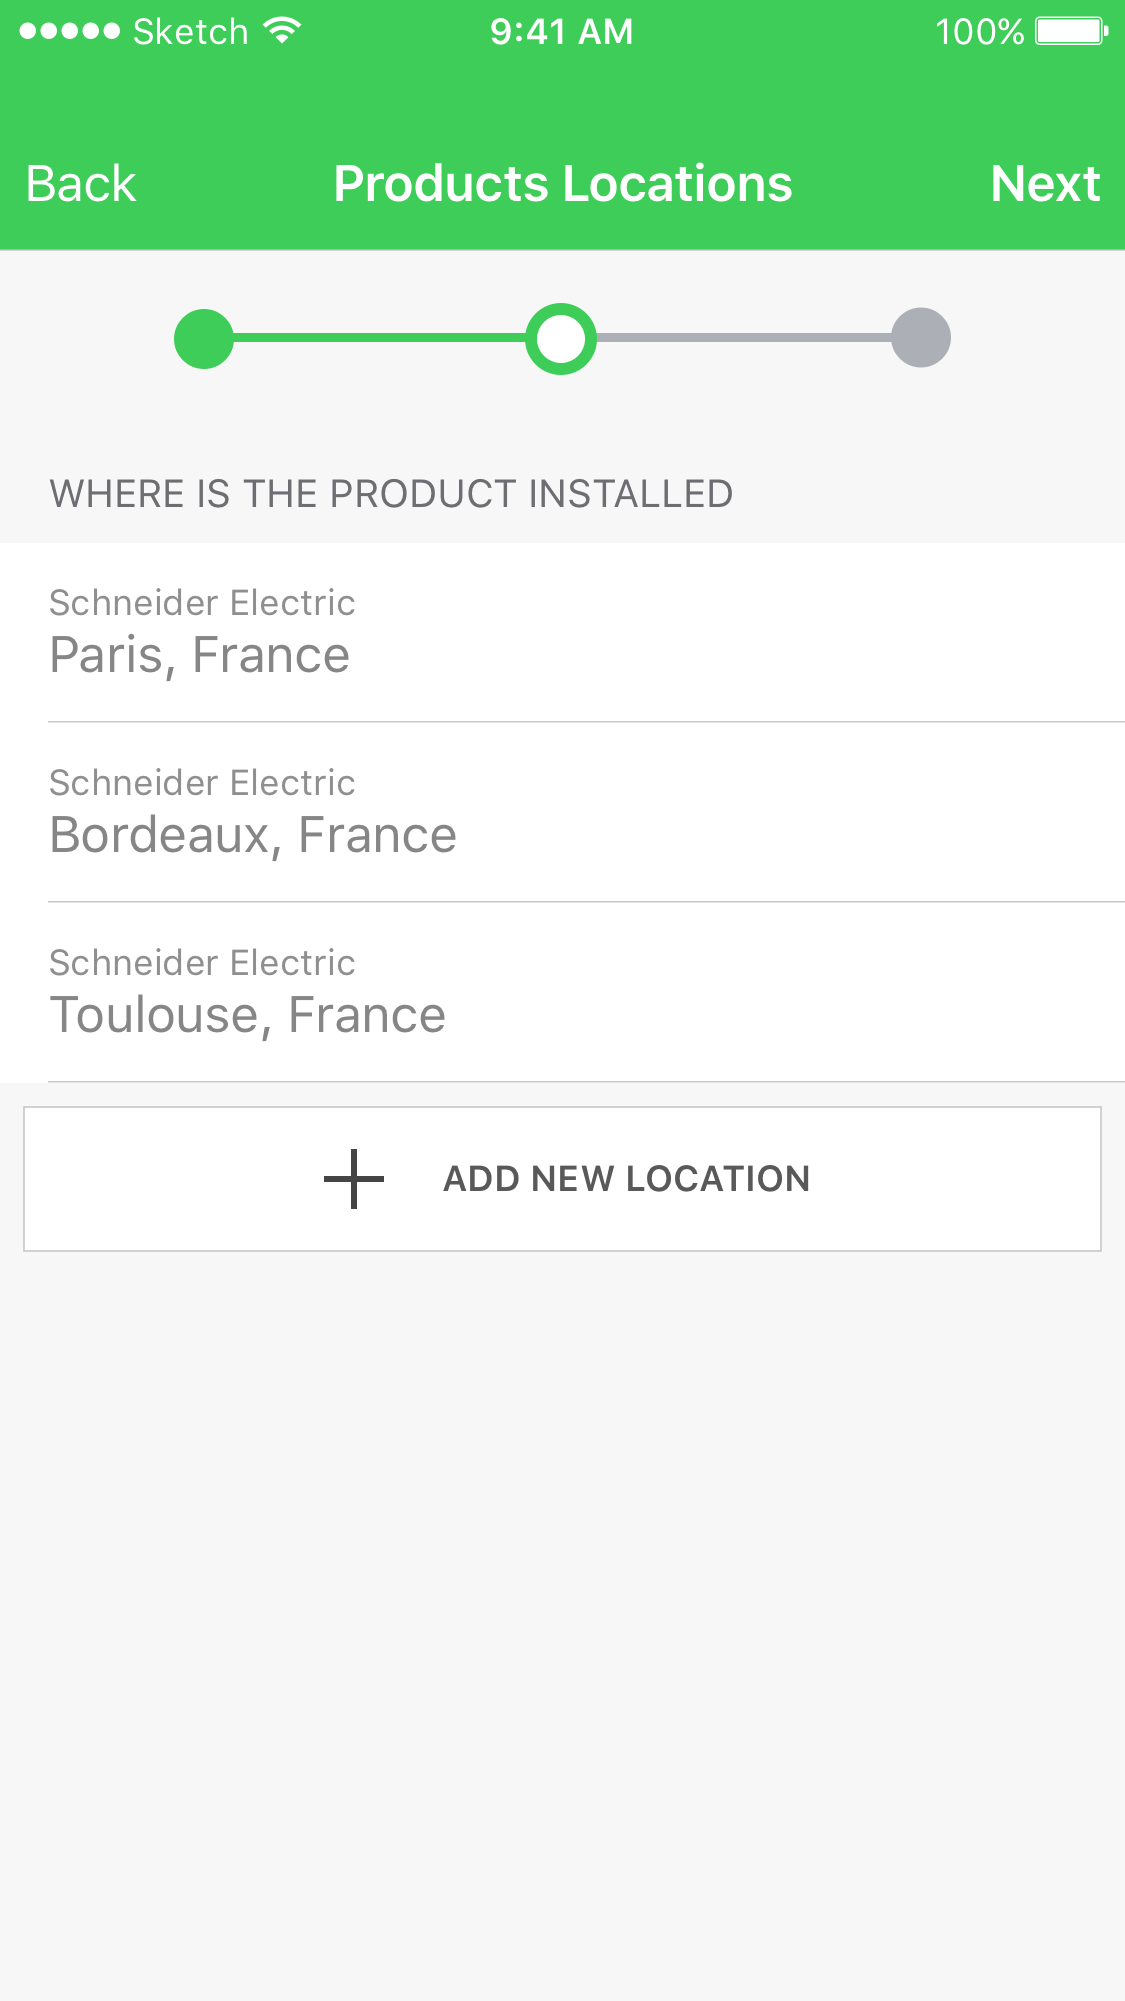 Sketch 9:41 AM 100%
Back Products Locations Next
WHERE IS THE PRODUCT INSTALLED
Schneider Electric
Paris, France
Schneider Electric
Bordeaux, France
Schneider Electric
Toulouse, France
ADD NEW LOCATION